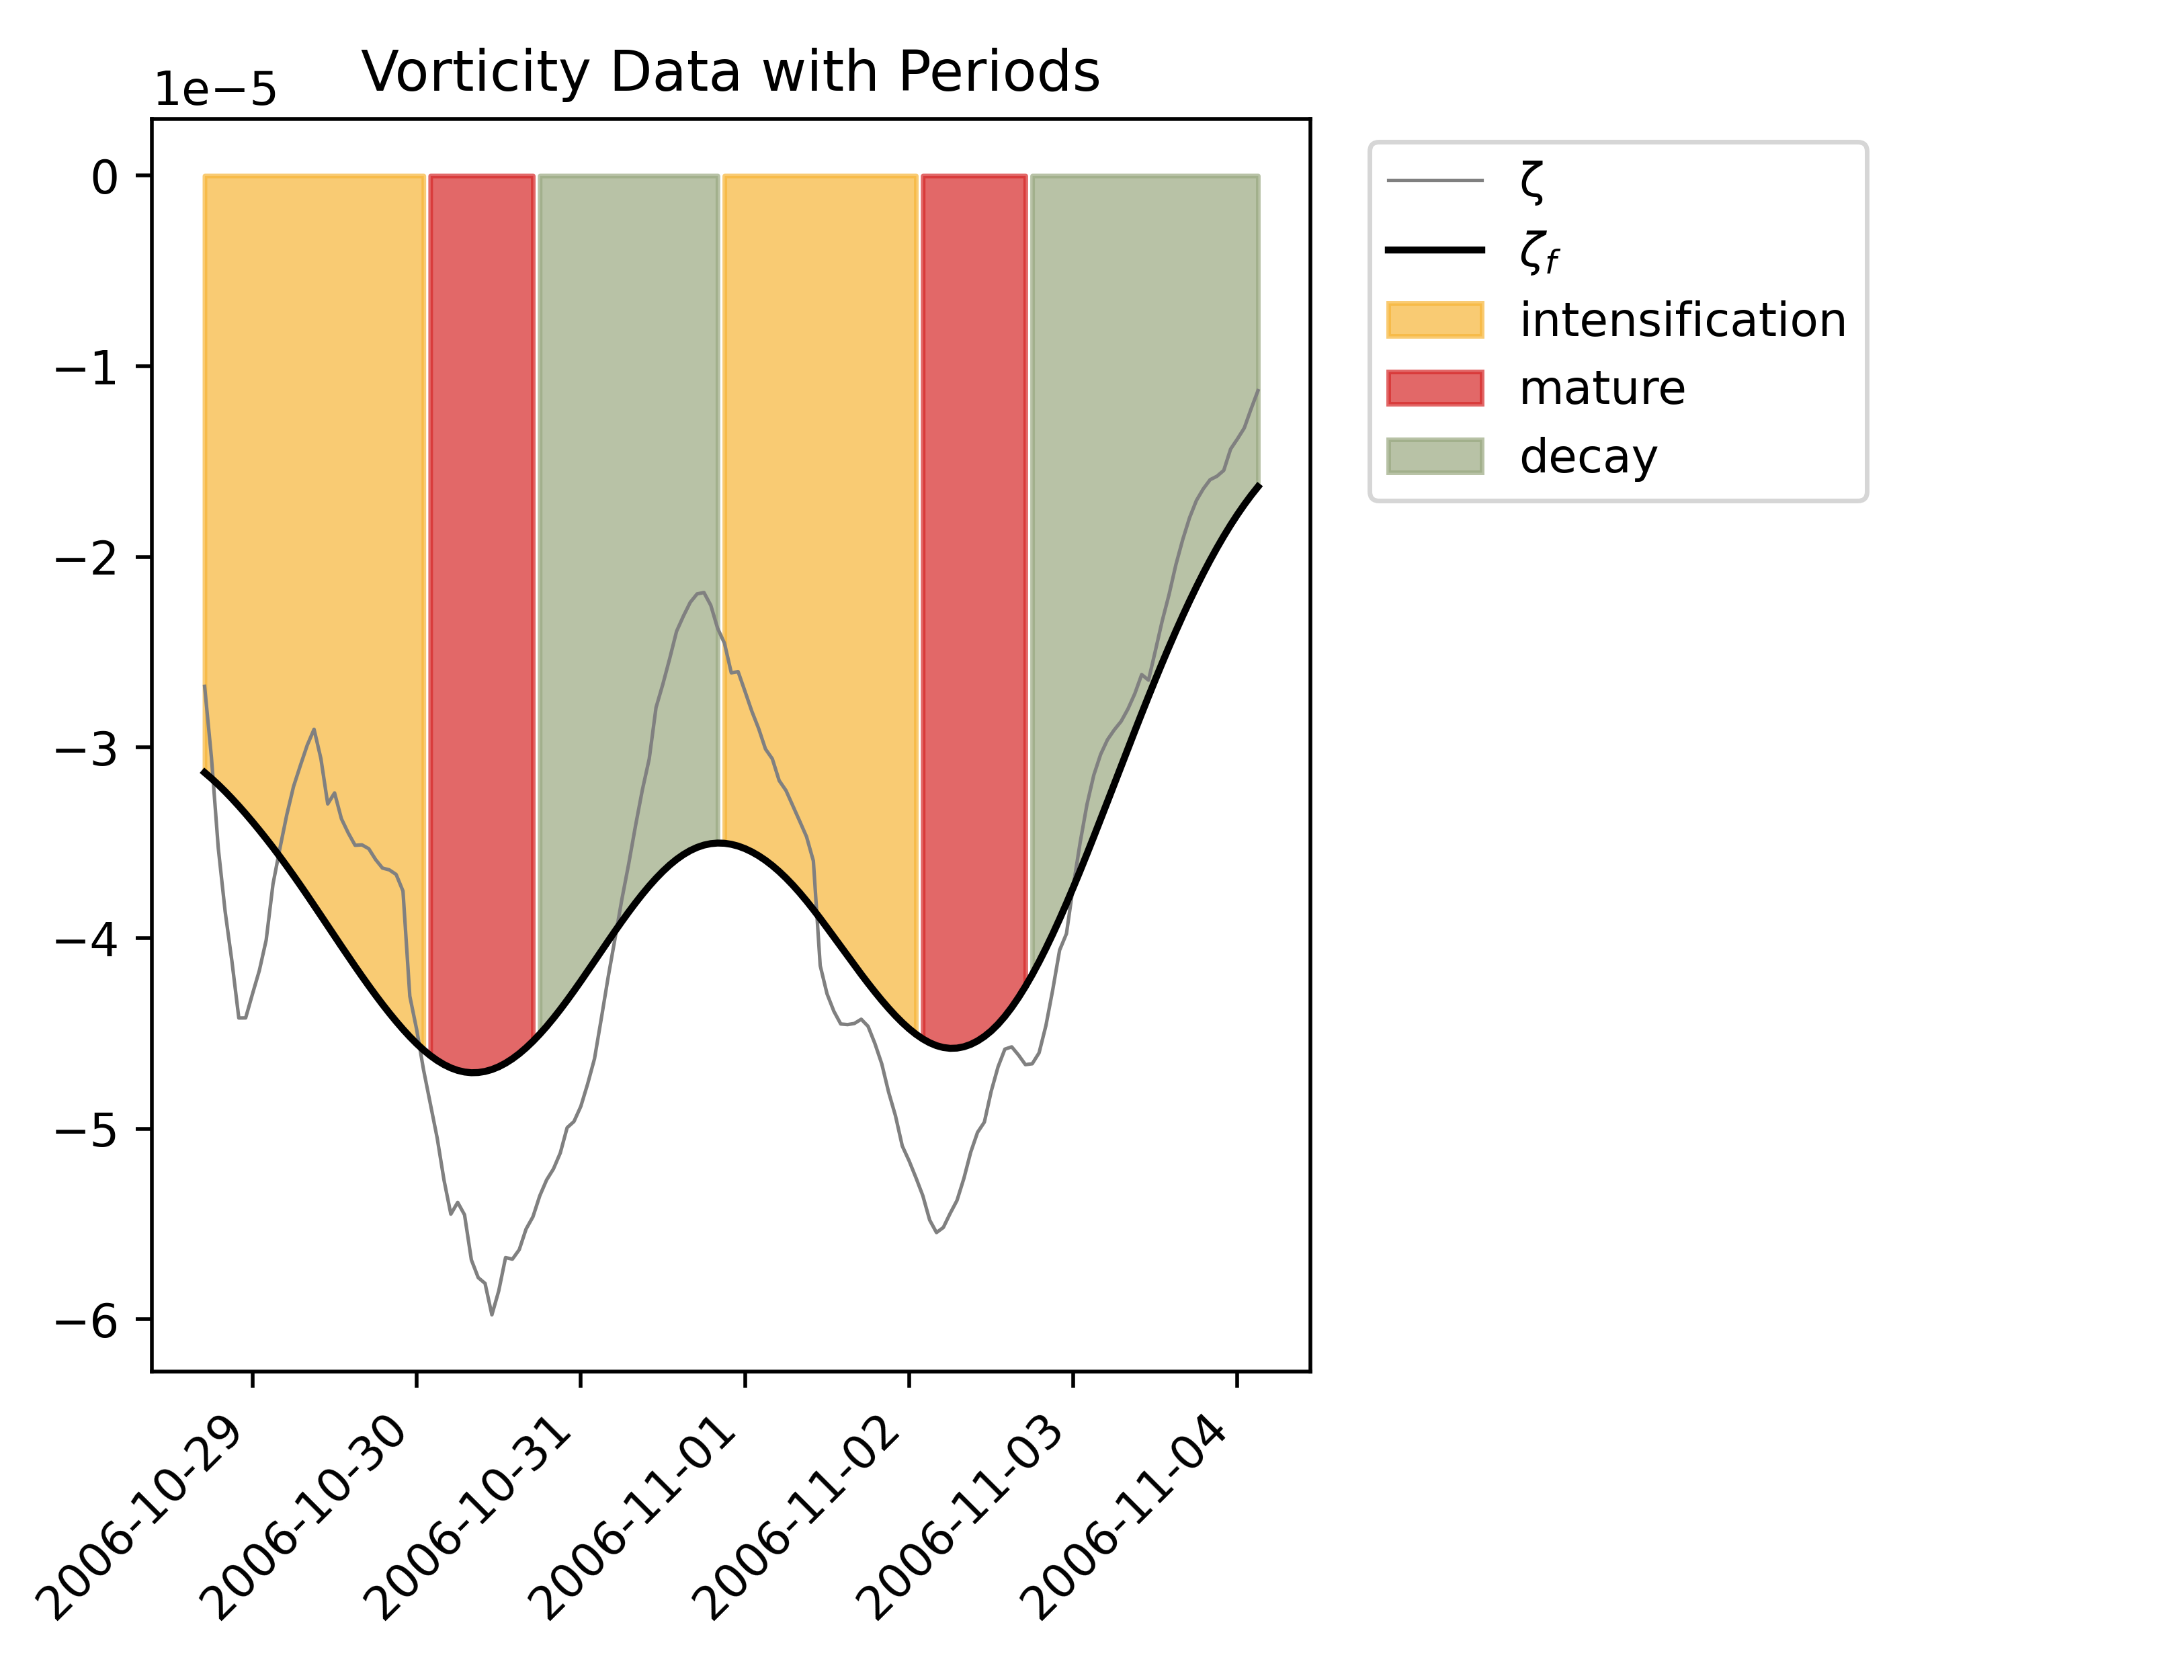 Vorticity Data with Periods
1e−5
0
−1
−2
−3
−4
−5
−6
2006-10-29
2006-10-30
2006-10-31
2006-11-01
2006-11-02
2006-11-03
2006-11-04
ζ
ζf
intensification
mature
decay